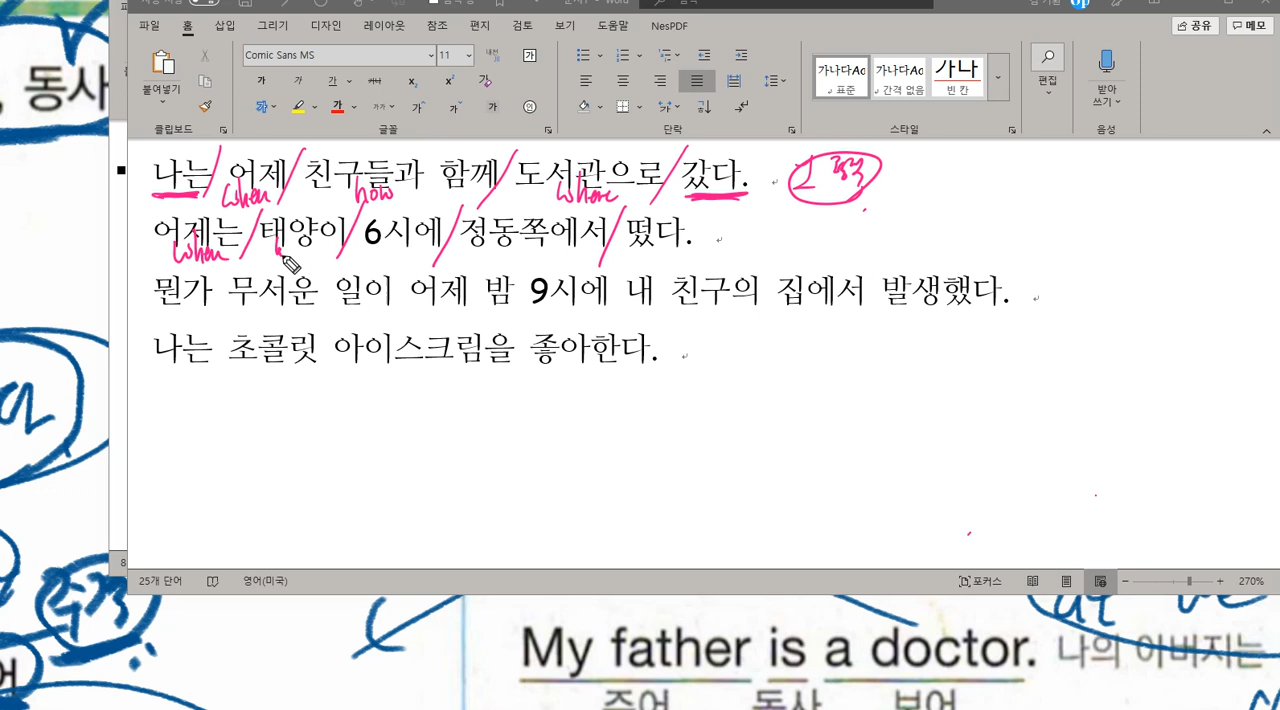 , 동사
파일 홈 삽입 그리기 디자인 레이아웃 참조 편지 검토 보기 도움말 NesPDF 공유 메모
Comic Sans MS 11
붙여넣기
가나다Aa 가나다Aa 가나
표준 간격 없음 빈 칸
편집 받아쓰기
클립보드 글꼴 단락 스타일 음성
나는 어제 친구들과 함께 도서관으로 갔다.
when how where
어제는 태양이 6시에 정동쪽에서 떴다.
when
뭔가 무서운 일이 어제 밤 9시에 내 친구의 집에서 발생했다.
나는 초콜릿 아이스크림을 좋아한다.
25개 단어 영어(미국) 포커스 270%
My father is a doctor. 나의 아버지는
주어 동사 보어